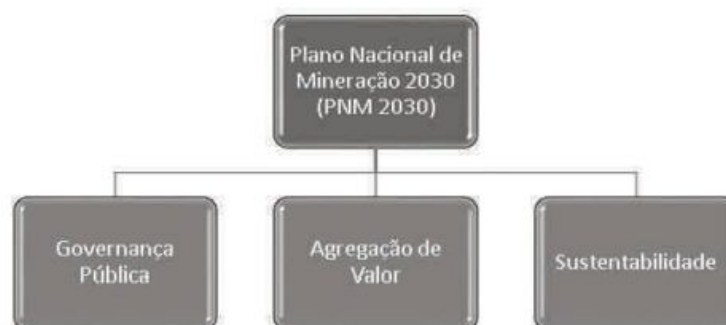 Plano Nacional de
Mineração 2030
(PNM 2030)
Governança
Pública
Agregação de
Valor
Sustentabilidade